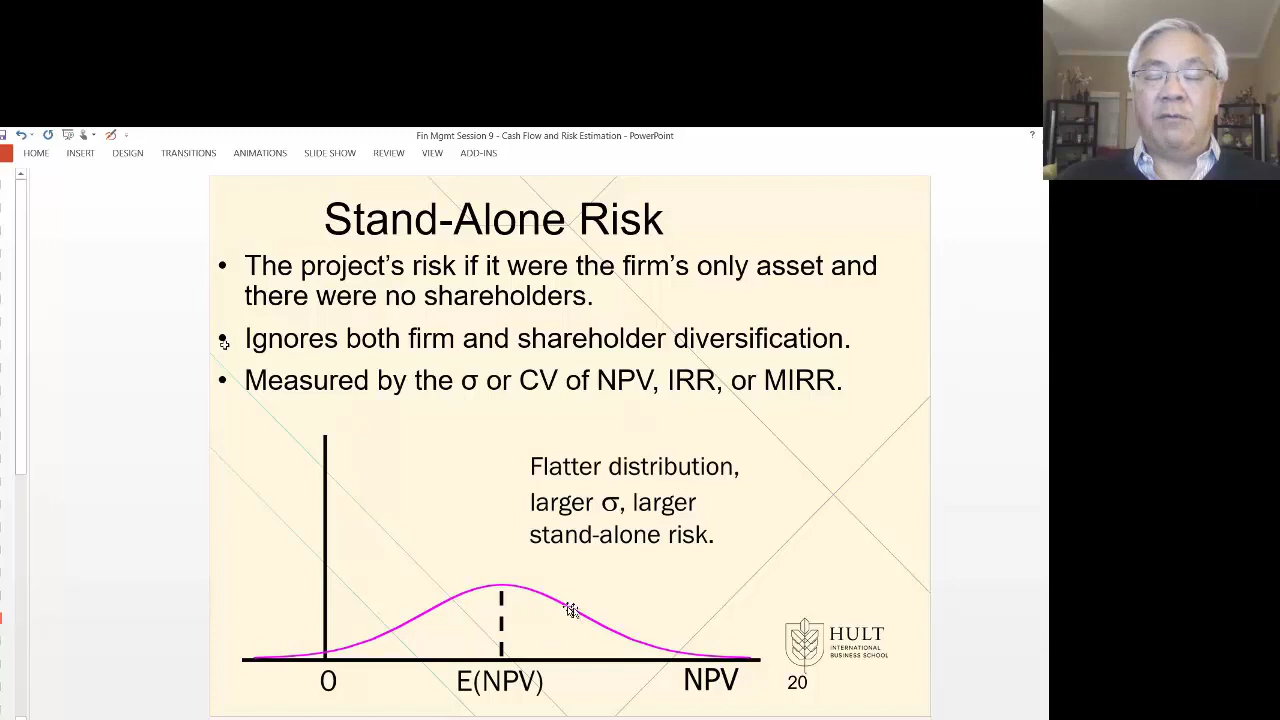 Fin Mgmt Session 9 - Cash Flow and Risk Estimation - PowerPoint
?
HOME INSERT DESIGN TRANSITIONS ANIMATIONS SLIDE SHOW REVIEW VIEW ADD-INS
Stand-Alone Risk
• The project's risk if it were the firm's only asset and
there were no shareholders.
• Ignores both firm and shareholder diversification.
• Measured by the σ or CV of NPV, IRR, or MIRR.
Flatter distribution,
larger σ, larger
stand-alone risk.
0 E(NPV) NPV
HULT
INTERNATIONAL
BUSINESS SCHOOL
20